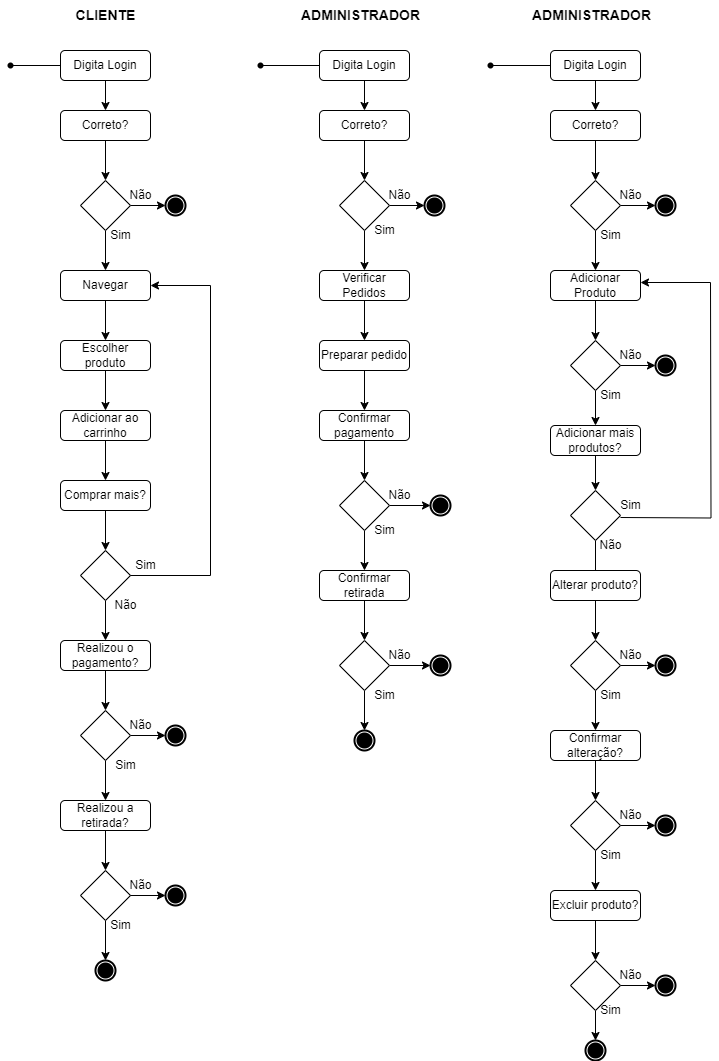 CLIENTE
Digita Login
Correto?
Não
Sim
Navegar
Escolher
produto
Adicionar ao
carrinho
Comprar mais?
Sim
Não
Realizou o
pagamento?
Não
Sim
Realizou a
retirada?
Não
Sim
ADMINISTRADOR
Digita Login
Correto?
Não
Sim
Verificar
Pedidos
Preparar pedido
Confirmar
pagamento
Não
Sim
Confirmar
retirada
Não
Sim
ADMINISTRADOR
Digita Login
Correto?
Não
Sim
Adicionar
Produto
Não
Sim
Adicionar mais
produtos?
Sim
Não
Alterar produto?
Não
Sim
Confirmar
alteração?
Não
Sim
Excluir produto?
Não
Sim